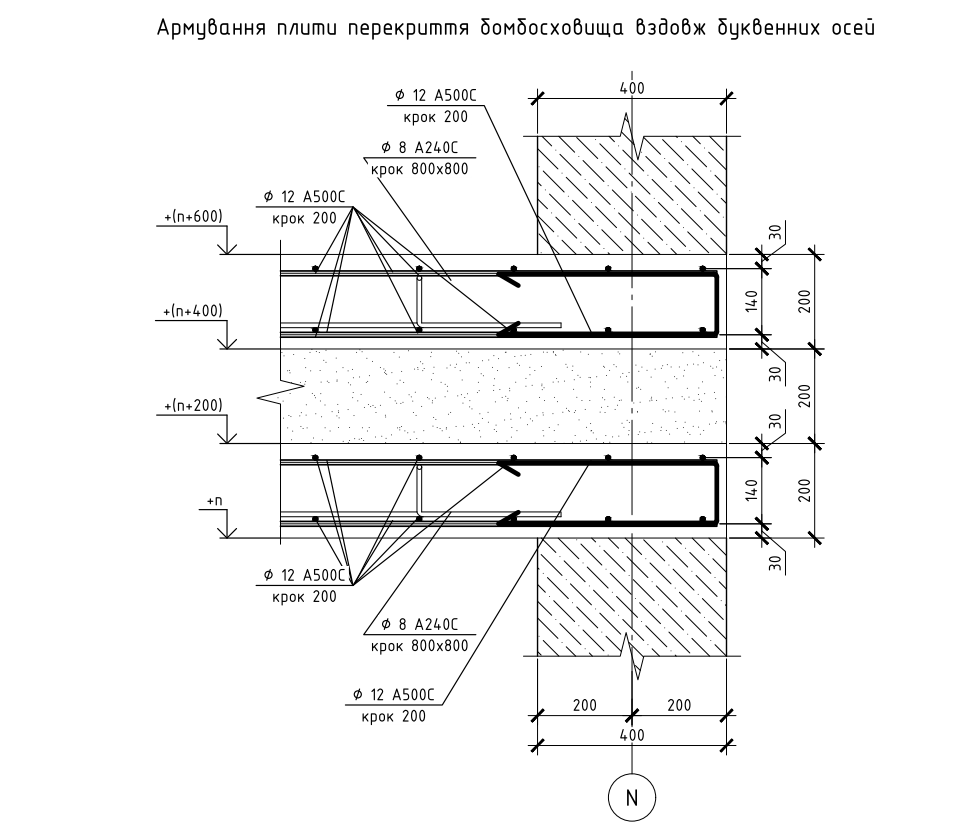 Армування плити перекриття бомбосховища вздовж буквенних осей
400
Ф 12 А500С
крок 200
Ф 8 А240С
крок 800х800
Ф 12 А500С
крок 200
+(n+600)
30
140
200
+(n+400)
30
200
+(n+200)
30
140
200
+n
30
Ф 12 А500С
крок 200
Ф 8 А240С
крок 800х800
Ф 12 А500С
крок 200
200
200
400
N